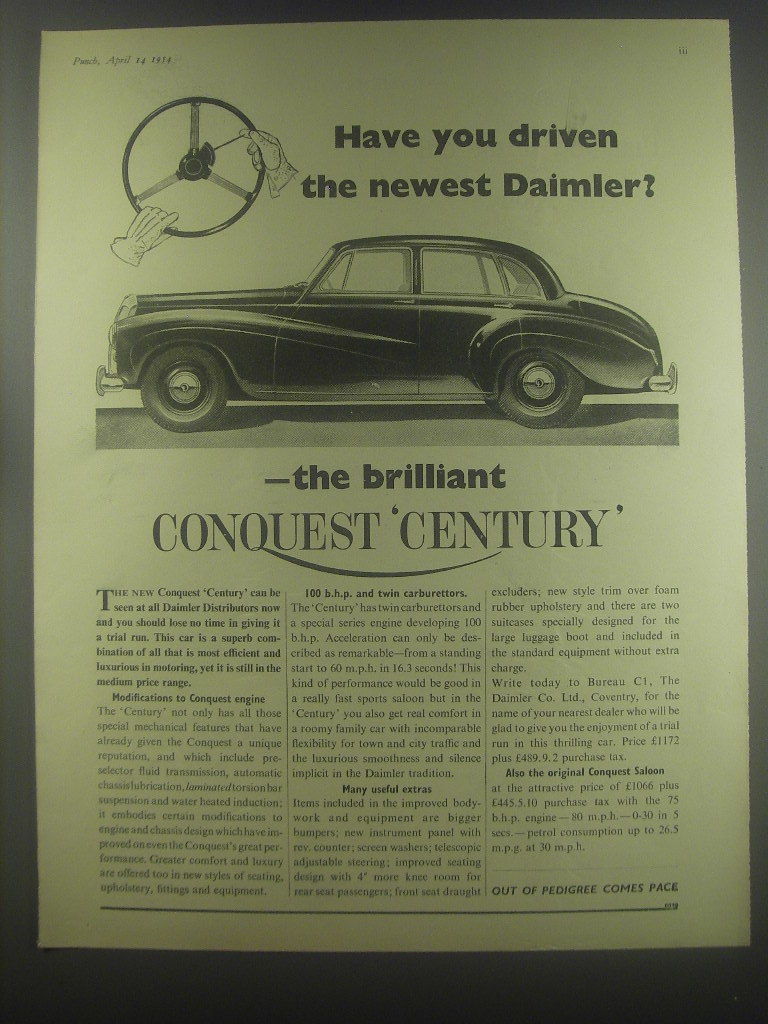 Punch, April 14 1954
iii
Have you driven
the newest Daimler?
—the brilliant
CONQUEST ‘CENTURY’
THE NEW Conquest ‘Century’ can be
seen at all Daimler Distributors now
and you should lose no time in giving it
a trial run. This car is a superb com-
bination of all that is most efficient and
luxurious in motoring, yet it is still in the
medium price range.
Modifications to Conquest engine
The ‘Century’ not only has all those
special mechanical features that have
already given the Conquest a unique
reputation, and which include pre-
selector fluid transmission, automatic
chassis lubrication, laminated torsion bar
suspension and water heated induction;
it embodies certain modifications to
engine and chassis design which have im-
proved on even the Conquest's great per-
formance. Greater comfort and luxury
are offered too in new styles of seating,
upholstery, fittings and equipment.
100 b.h.p. and twin carburettors.
The ‘Century’ has twin carburettors and
a special series engine developing 100
b.h.p. Acceleration can only be des-
cribed as remarkable—from a standing
start to 60 m.p.h. in 16.3 seconds! This
kind of performance would be good in
a really fast sports saloon but in the
‘Century’ you also get real comfort in
a roomy family car with incomparable
flexibility for town and city traffic and
the luxurious smoothness and silence
implicit in the Daimler tradition.
Many useful extras
Items included in the improved body-
work and equipment are bigger
bumpers; new instrument panel with
rev. counter; screen washers; telescopic
adjustable steering; improved seating
design with 4″ more knee room for
rear seat passengers; front seat draught
excluders; new style trim over foam
rubber upholstery and there are two
suitcases specially designed for the
large luggage boot and included in
the standard equipment without extra
charge.
Write today to Bureau C1, The
Daimler Co. Ltd., Coventry, for the
name of your nearest dealer who will be
glad to give you the enjoyment of a trial
run in this thrilling car. Price £1172
plus £489.9.2 purchase tax.
Also the original Conquest Saloon
at the attractive price of £1066 plus
£445.5.10 purchase tax with the 75
b.h.p. engine—80 m.p.h.—0-30 in 5
secs.—petrol consumption up to 26.5
m.p.g. at 30 m.p.h.
OUT OF PEDIGREE COMES PACE